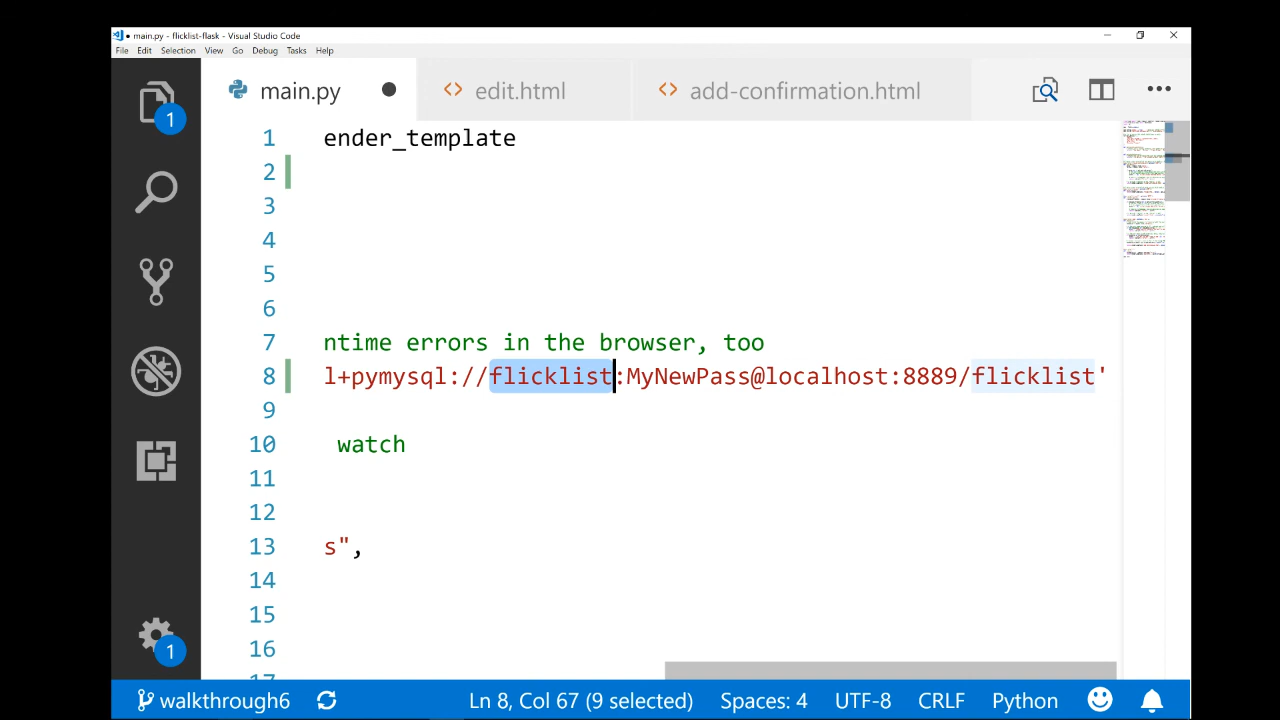 main.py - flicklist-flask - Visual Studio Code
File Edit Selection View Go Debug Tasks Help
main.py edit.html add-confirmation.html
1 ender_template
2
3
4
5
6
7 ntime errors in the browser, too
8 l+pymysql://flicklist:MyNewPass@localhost:8889/flicklist'
9
10 watch
11
12
13 s",
14
15
16
17
1
1
walkthrough6 Ln 8, Col 67 (9 selected) Spaces: 4 UTF-8 CRLF Python